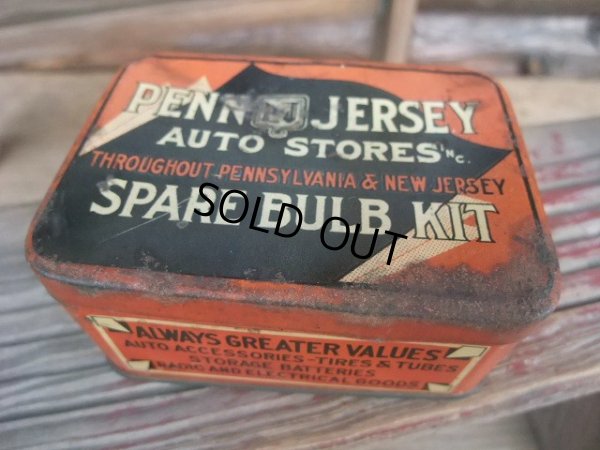 PENN JERSEY
AUTO STORES INC.
THROUGHOUT PENNSYLVANIA & NEW JERSEY
SPARE BULB KIT
SOLD OUT
ALWAYS GREATER VALUES
AUTO ACCESSORIES-TIRES & TUBES
STORAGE BATTERIES
RADIO AND ELECTRICAL GOODS